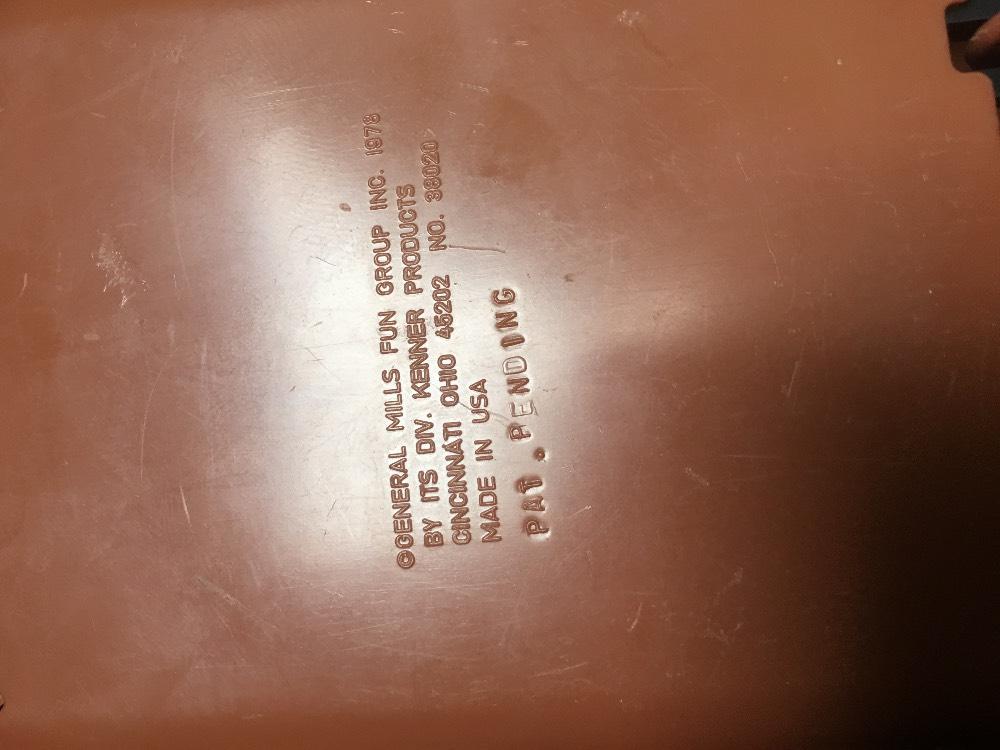 ©GENERAL MILLS FUN GROUP INC. 1978
BY ITS DIV. KENNER PRODUCTS
CINCINNATI OHIO 45202 NO. 38020
MADE IN USA
PAT. PENDING